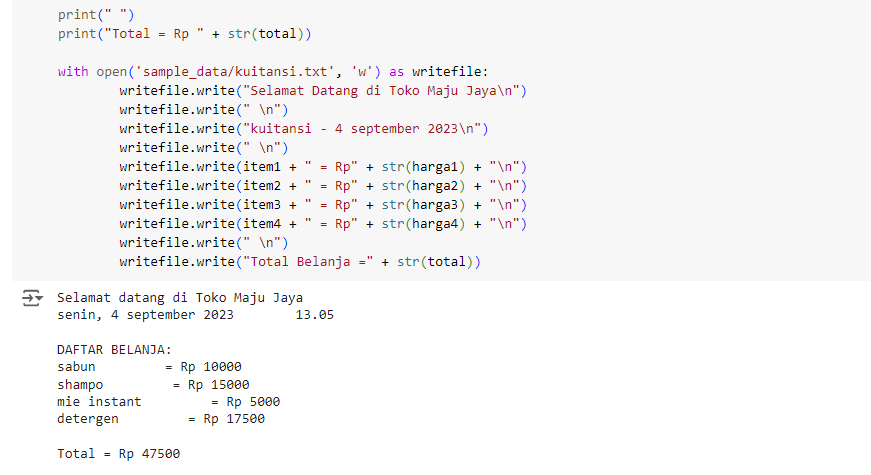 print(" ")
print("Total = Rp " + str(total))
with open('sample_data/kuitansi.txt', 'w') as writefile:
writefile.write("Selamat Datang di Toko Maju Jaya\n")
writefile.write(" \n")
writefile.write("kuitansi - 4 september 2023\n")
writefile.write(" \n")
writefile.write(item1 + " = Rp" + str(harga1) + "\n")
writefile.write(item2 + " = Rp" + str(harga2) + "\n")
writefile.write(item3 + " = Rp" + str(harga3) + "\n")
writefile.write(item4 + " = Rp" + str(harga4) + "\n")
writefile.write(" \n")
writefile.write("Total Belanja =" + str(total))
Selamat datang di Toko Maju Jaya
senin, 4 september 2023 13.05
DAFTAR BELANJA:
sabun = Rp 10000
shampo = Rp 15000
mie instant = Rp 5000
detergen = Rp 17500
Total = Rp 47500